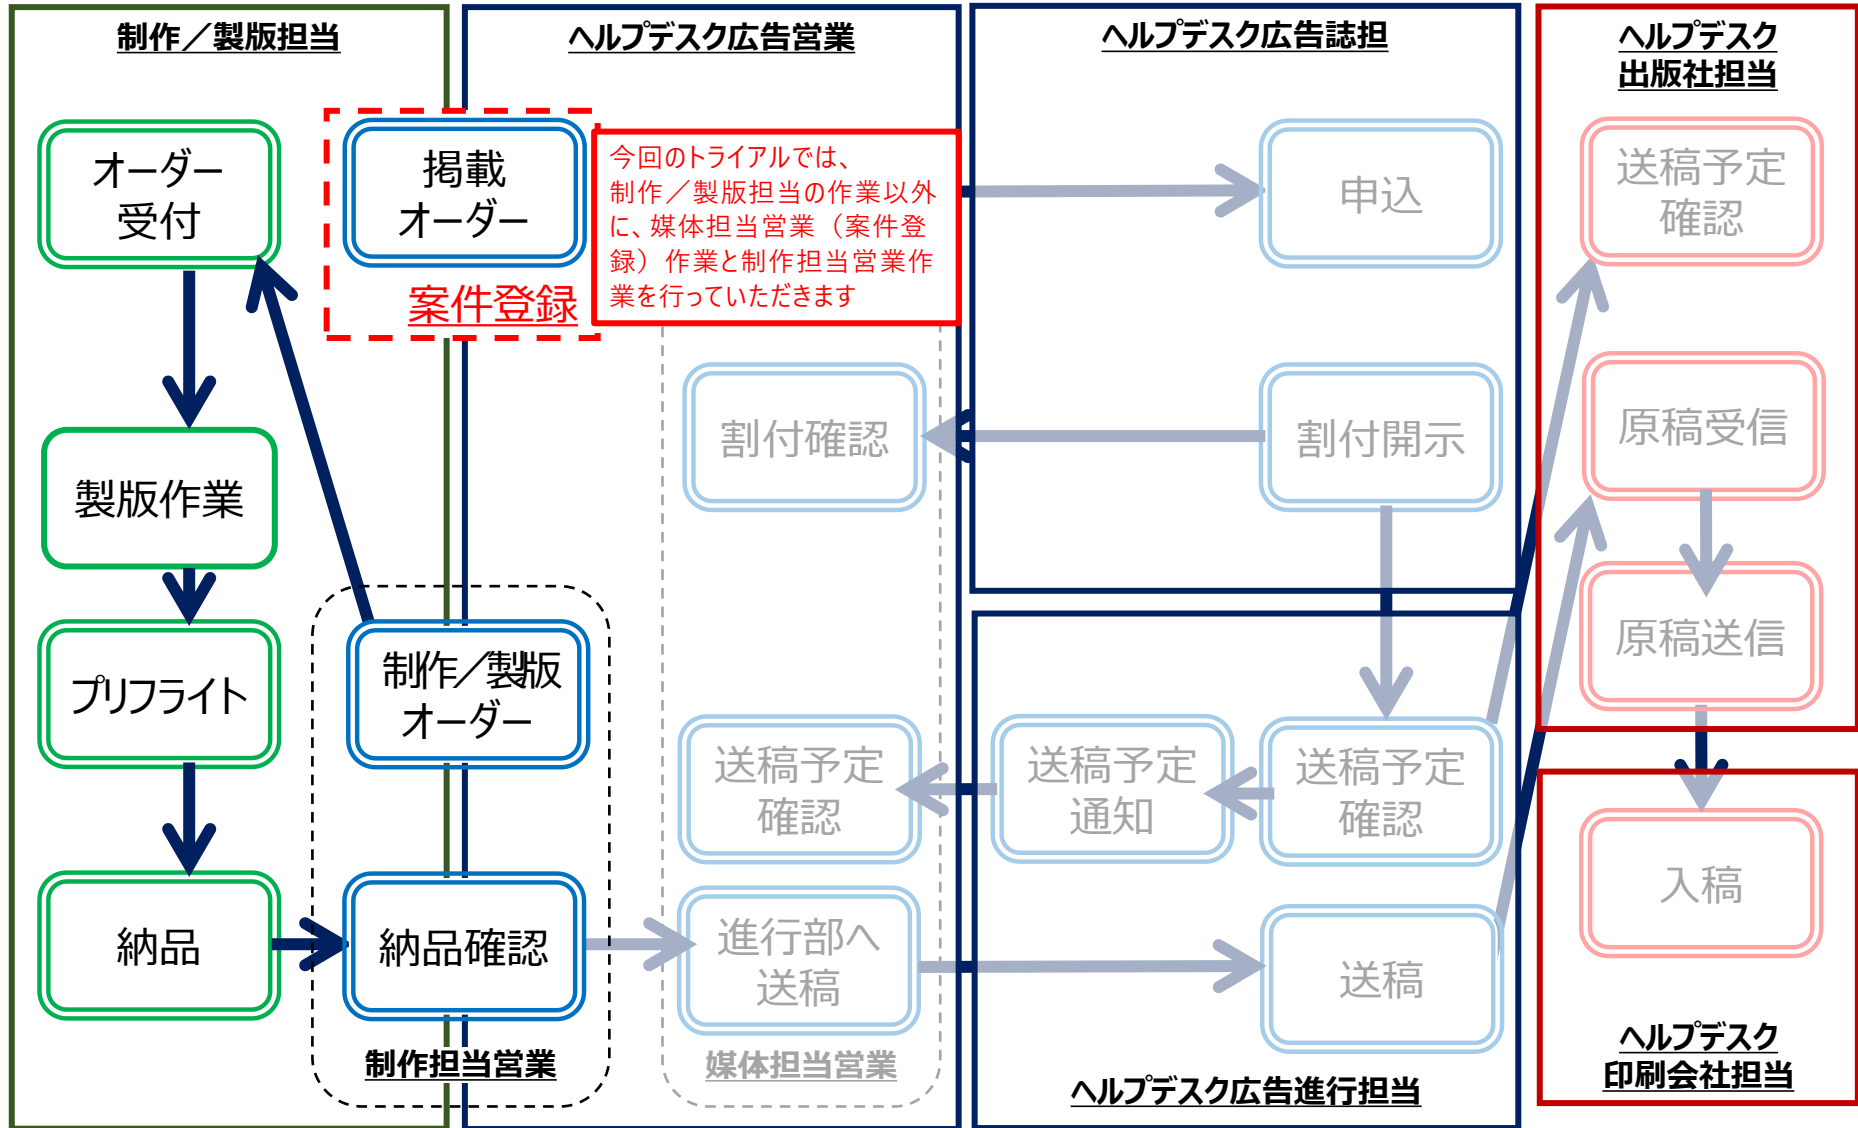 制作／製版担当
オーダー
受付
製版作業
プリフライト
納品
ヘルプデスク広告営業
掲載
オーダー
案件登録
今回のトライアルでは、
制作／製版担当の作業以外
に、媒体担当営業（案件登
録）作業と制作担当営業作
業を行っていただきます
制作／製版
オーダー
納品確認
制作担当営業
割付確認
送稿予定
確認
進行部へ
送稿
媒体担当営業
ヘルプデスク広告誌担
申込
割付開示
送稿予定
通知
送稿予定
確認
送稿
ヘルプデスク広告進行担当
ヘルプデスク
出版社担当
送稿予定
確認
原稿受信
原稿送信
入稿
ヘルプデスク
印刷会社担当